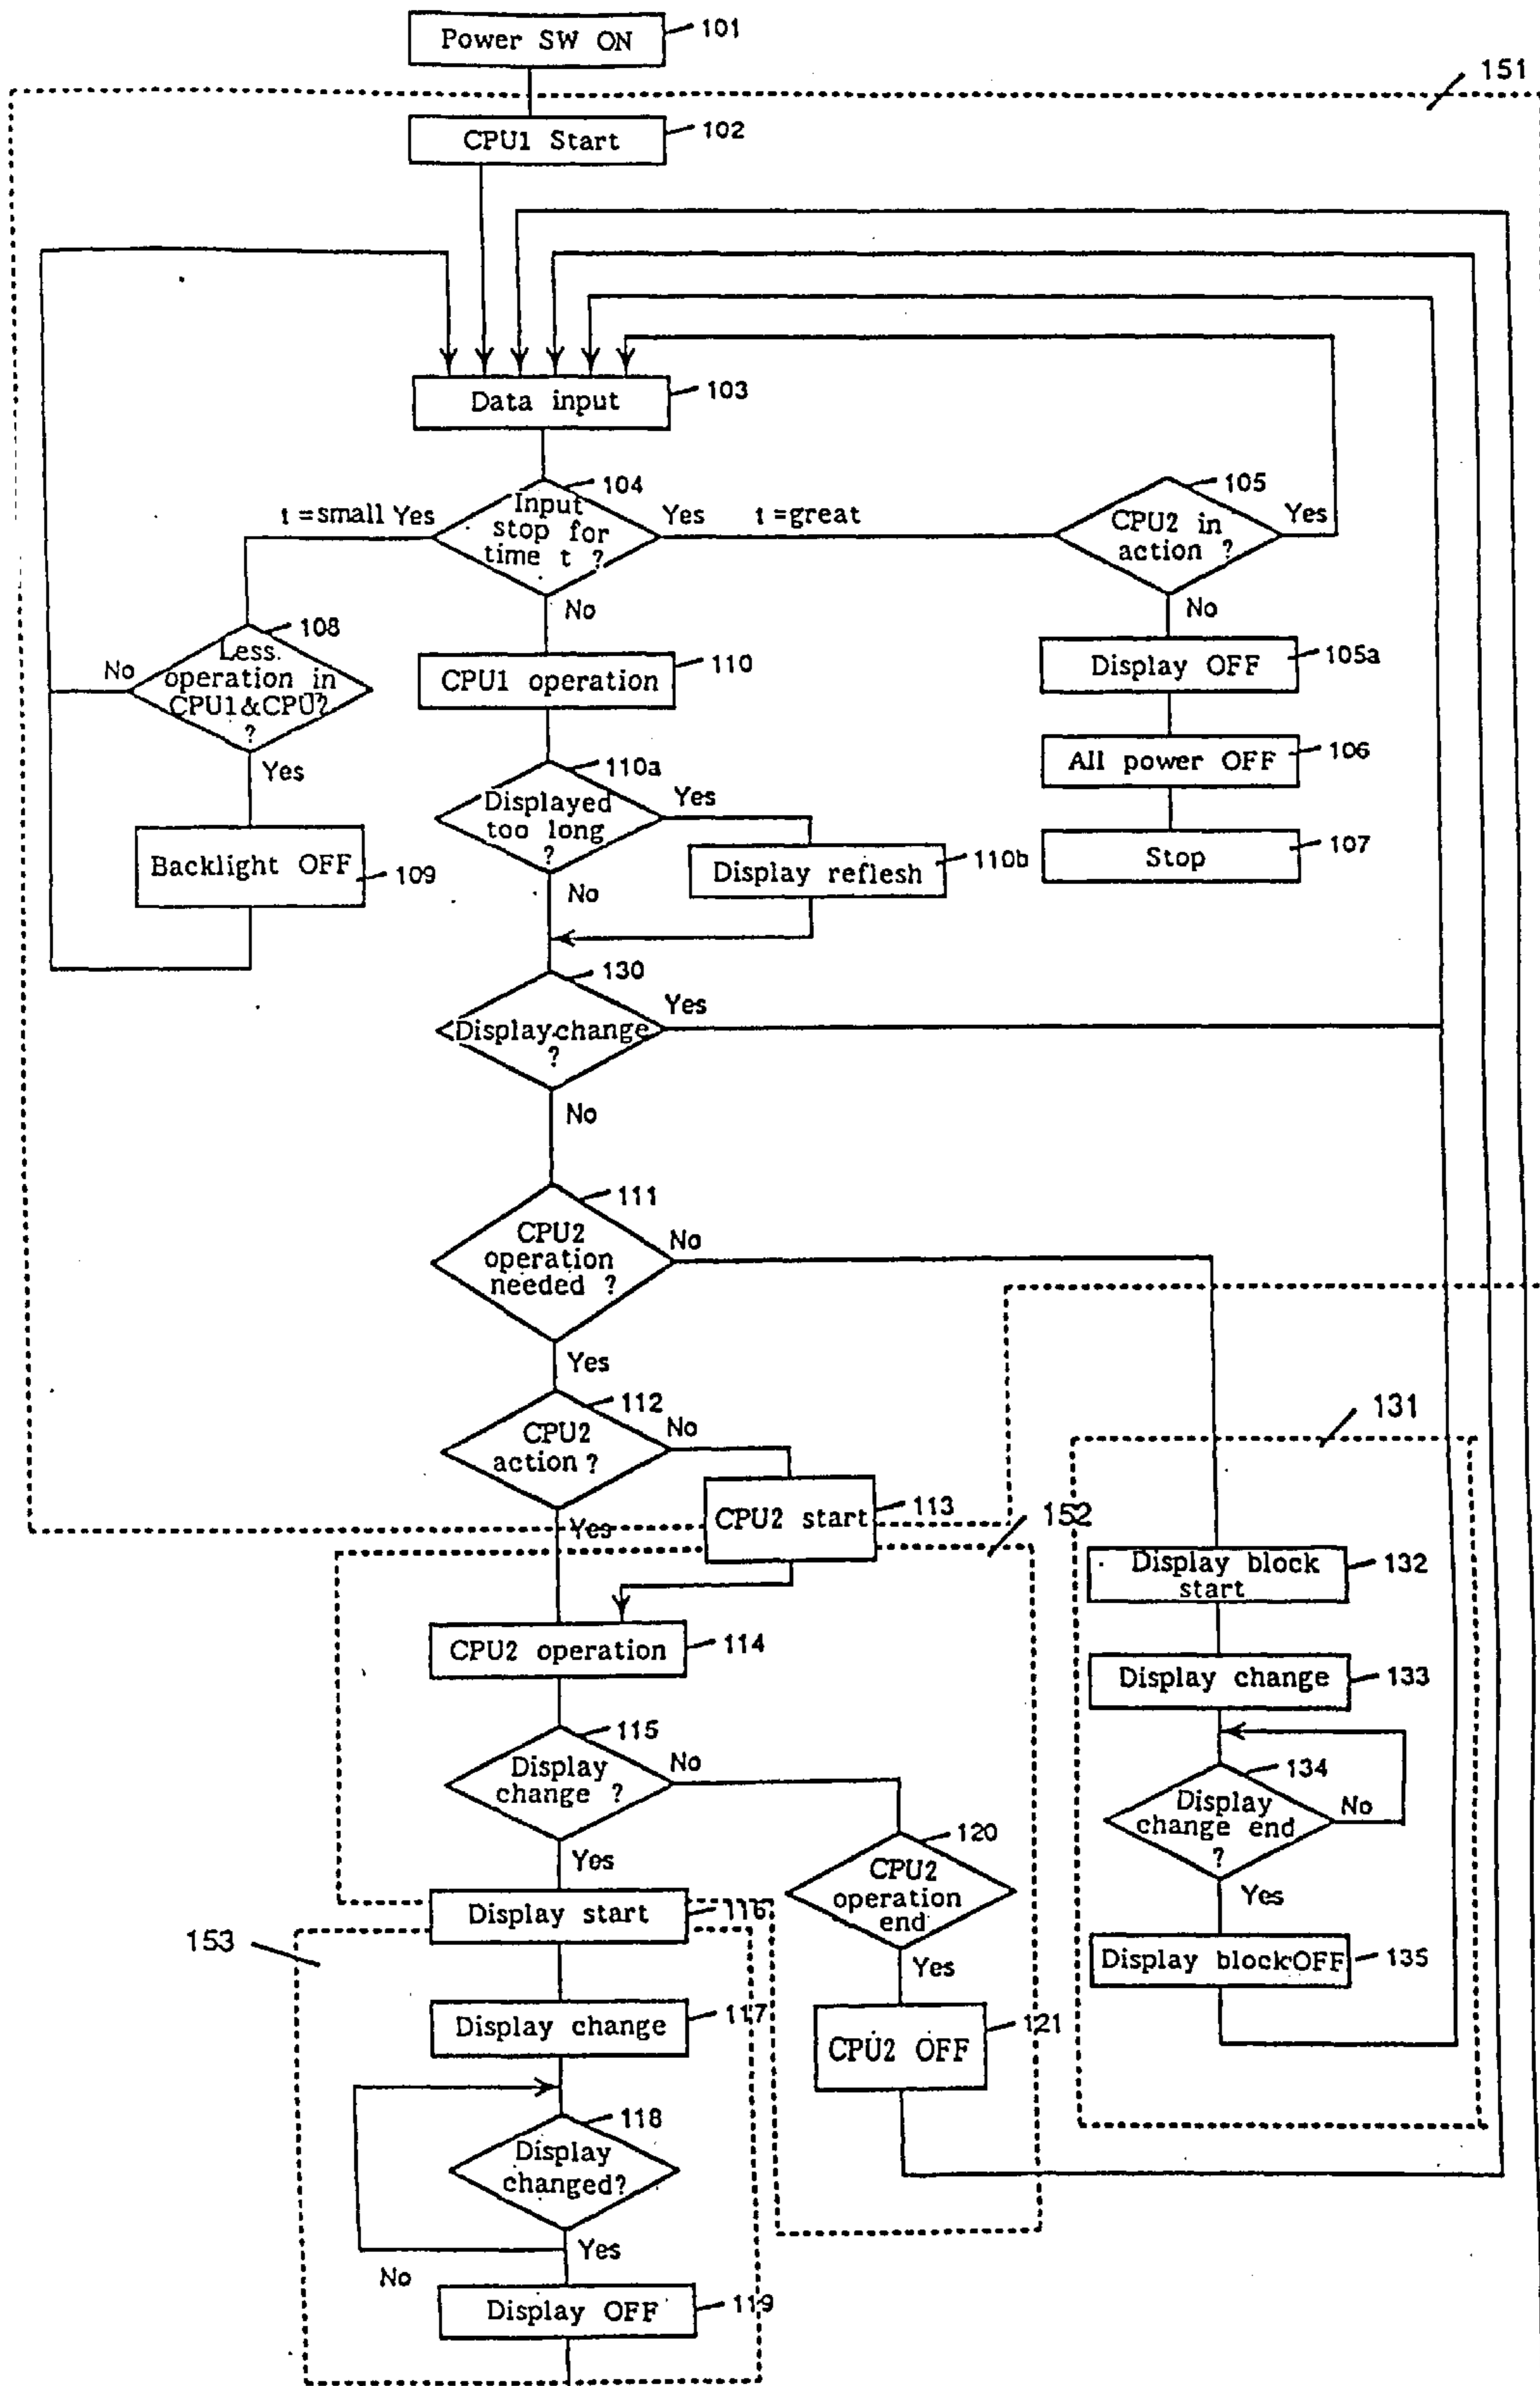 Power SW ON
101
151
CPU1 Start
102
Data input
103
104
Input
stop for
time t ?
t =small Yes
Yes t =great
No
105
CPU2 in
action ?
Yes
No
108
Less.
operation in
CPU1&CPU2
?
No
Yes
CPU1 operation
110
Display OFF
105a
110a
Displayed
too long
?
Yes
No
All power OFF
106
Backlight OFF
109
Display reflesh
110b
Stop
107
130
Display change
?
Yes
No
111
CPU2
operation
needed ?
No
Yes
112
CPU2
action ?
No
Yes
131
CPU2 start
113
152
Display block
start
132
CPU2 operation
114
Display change
133
115
Display
change ?
No
Yes
134
Display
change end
?
No
Yes
120
CPU2
operation
end
Yes
Display start
116
153
Display block OFF
135
Display change
117
CPU2 OFF
121
118
Display
changed?
Yes
No
Display OFF
119